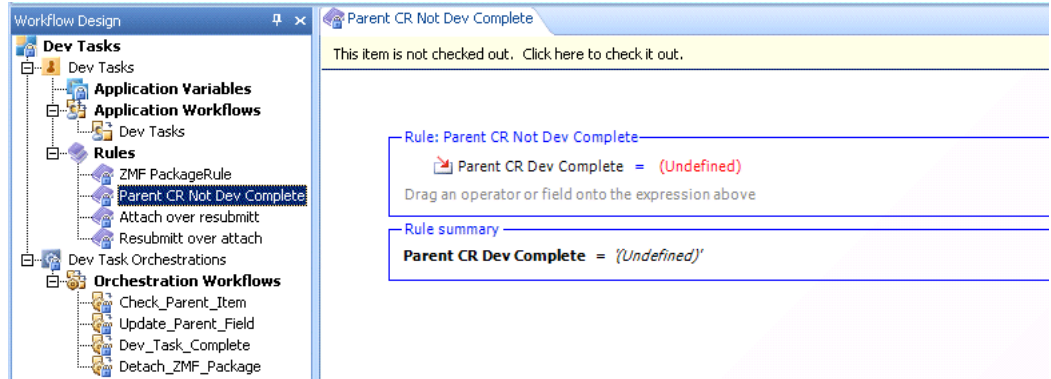 Workflow Design
Dev Tasks
Dev Tasks
Application Variables
Application Workflows
Dev Tasks
Rules
ZMF PackageRule
Parent CR Not Dev Complete
Attach over resubmitt
Resubmitt over attach
Dev Task Orchestrations
Orchestration Workflows
Check_Parent_Item
Update_Parent_Field
Dev_Task_Complete
Detach_ZMF_Package
Parent CR Not Dev Complete
This item is not checked out. Click here to check it out.
Rule: Parent CR Not Dev Complete
Parent CR Dev Complete = (Undefined)
Drag an operator or field onto the expression above
Rule summary
Parent CR Dev Complete = '(Undefined)'